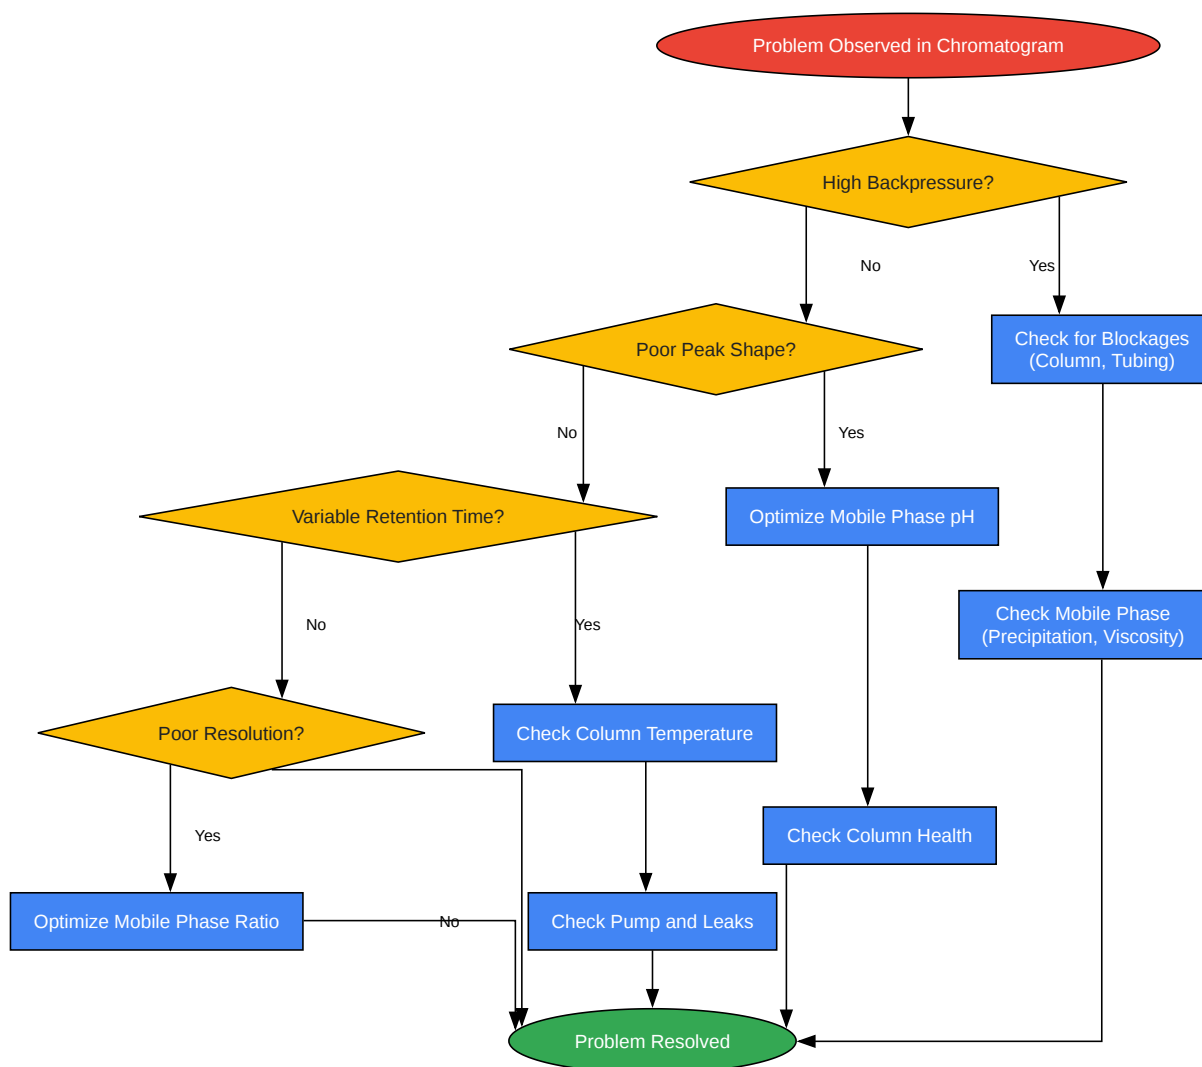 Problem Observed in Chromatogram
High Backpressure?
No
Yes
Check for Blockages
(Column, Tubing)
Poor Peak Shape?
No
Yes
Variable Retention Time?
Optimize Mobile Phase pH
Check Mobile Phase
(Precipitation, Viscosity)
No
Yes
Poor Resolution?
Check Column Temperature
Yes
Check Column Health
Optimize Mobile Phase Ratio
No
Check Pump and Leaks
Problem Resolved